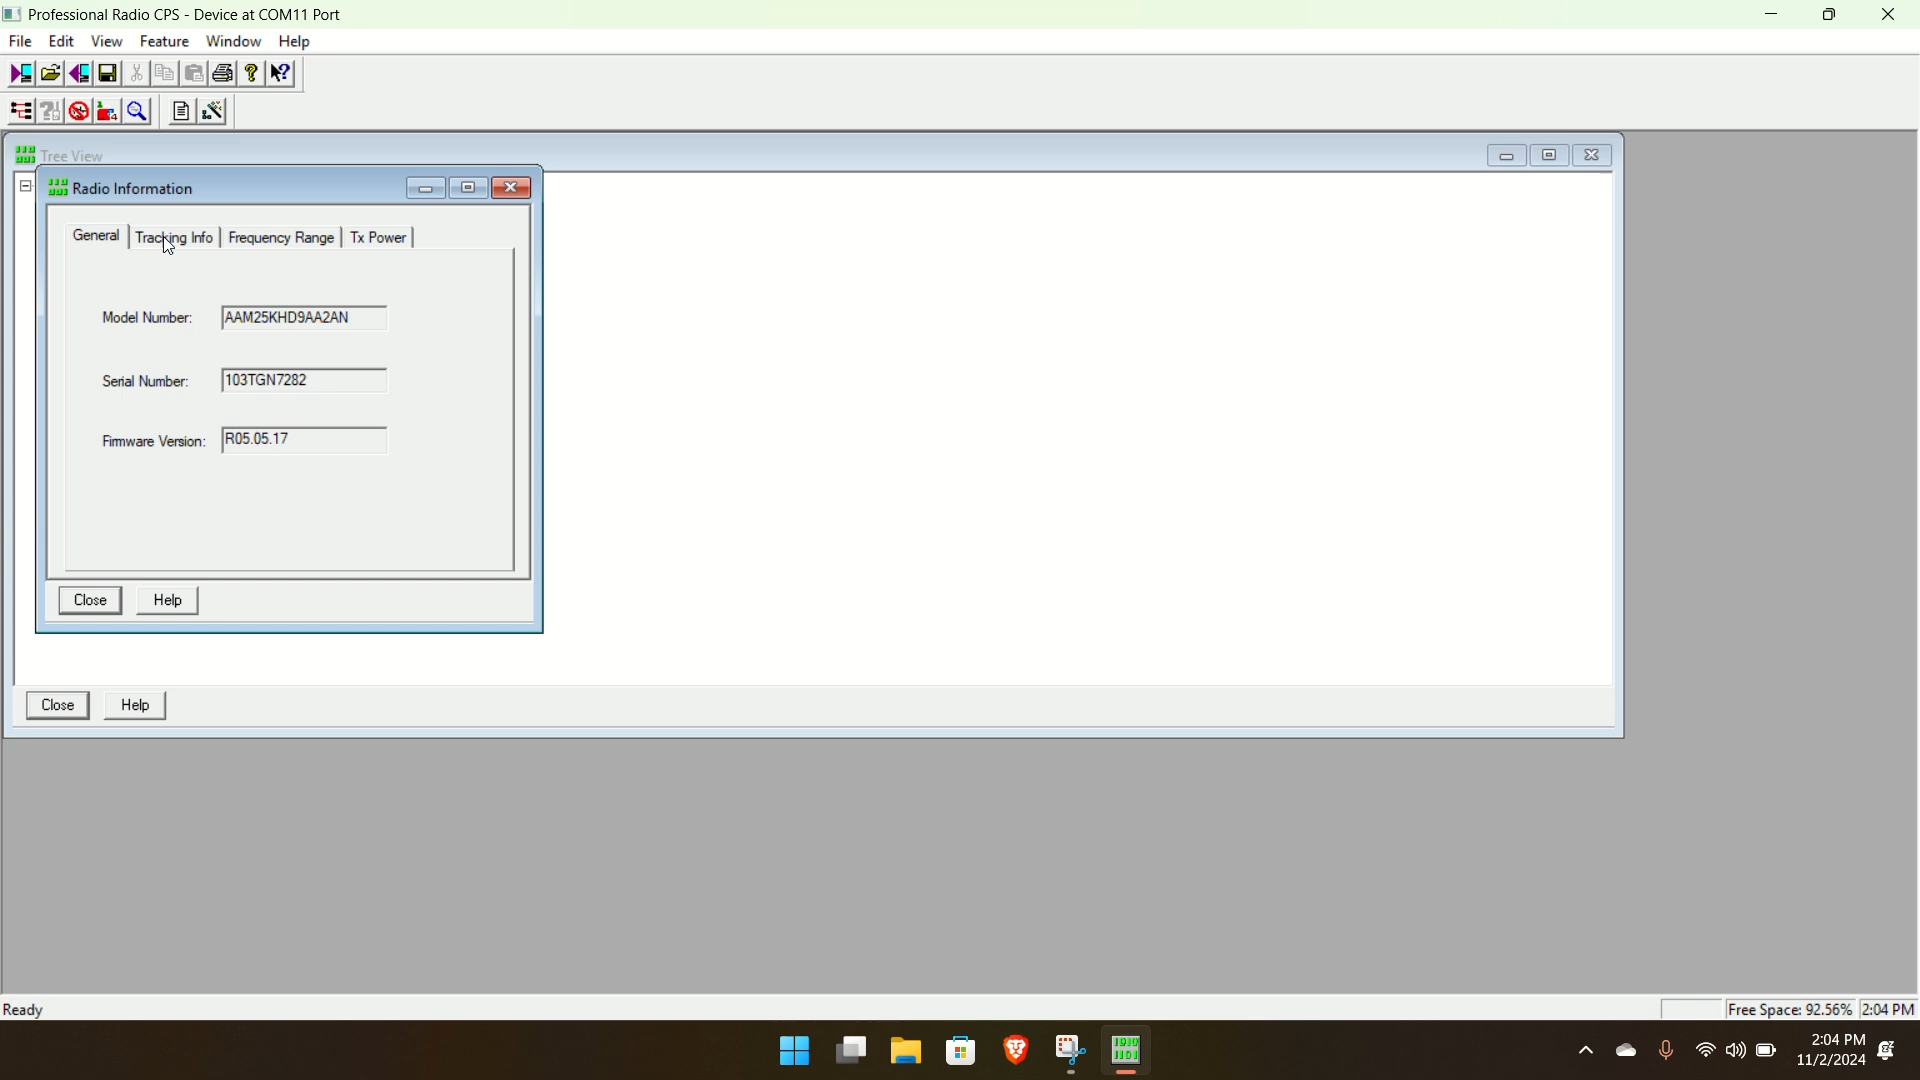 Professional Radio CPS - Device at COM11 Port
File Edit View Feature Window Help
Tree View
Radio Information
General Tracking Info Frequency Range Tx Power
Model Number: AAM25KHD9AA2AN
Serial Number: 103TGN7282
Firmware Version: R05.05.17
Close Help
Close Help
Ready Free Space: 92.56% 2:04 PM
2:04 PM
11/2/2024